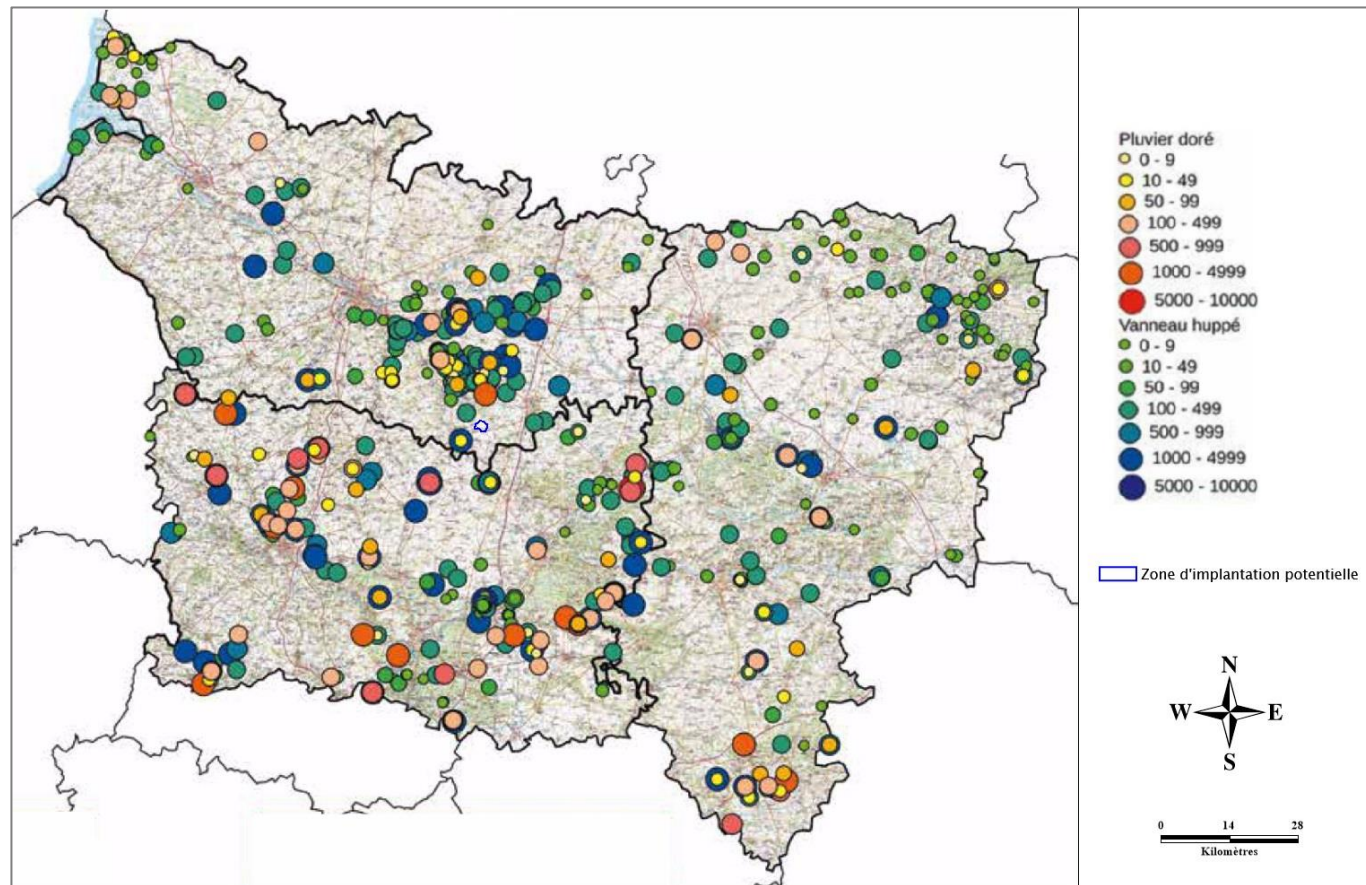 Pluvier doré
0 - 9
10 - 49
50 - 99
100 - 499
500 - 999
1000 - 4999
5000 - 10000
Vanneau huppé
0 - 9
10 - 49
50 - 99
100 - 499
500 - 999
1000 - 4999
5000 - 10000
Zone d'implantation potentielle
N
W E
S
0 14 28
Kilomètres